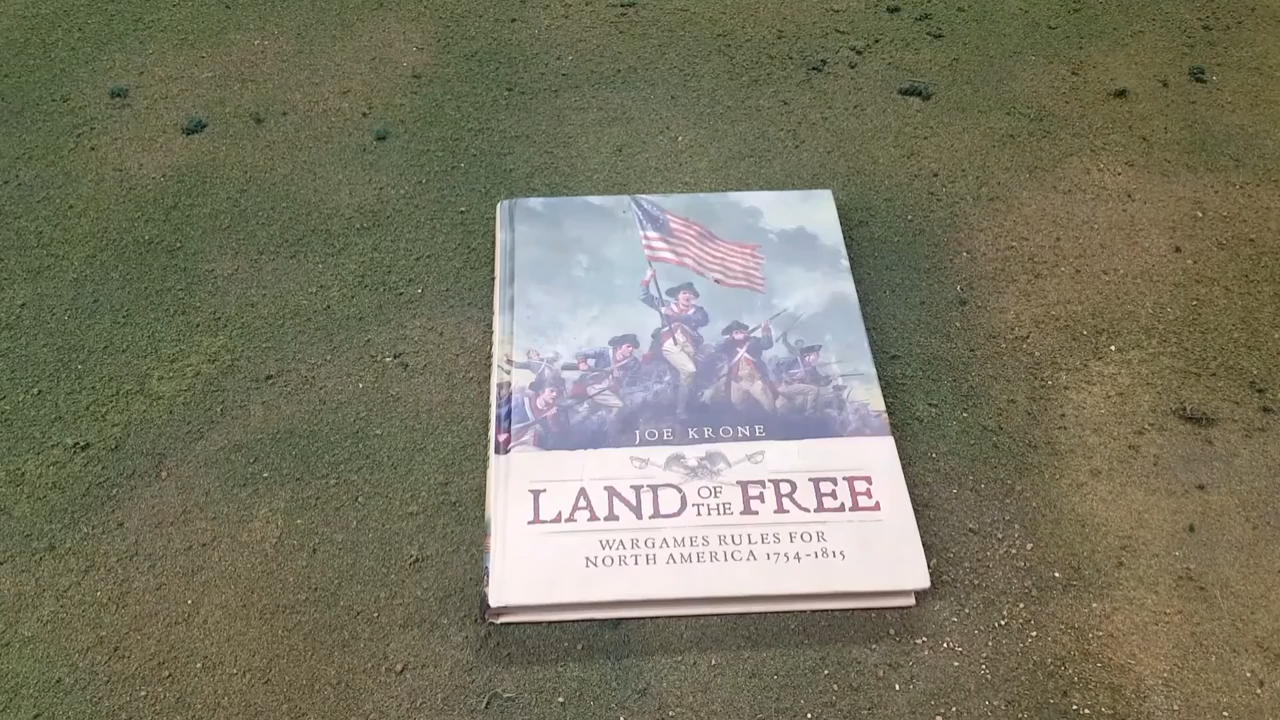 JOE KRONE
LAND OF THE FREE
WARGAMES RULES FOR
NORTH AMERICA 1754-1815